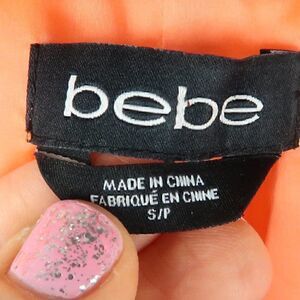 bebe
MADE IN CHINA
FABRIQUÉ EN CHINE
S/P